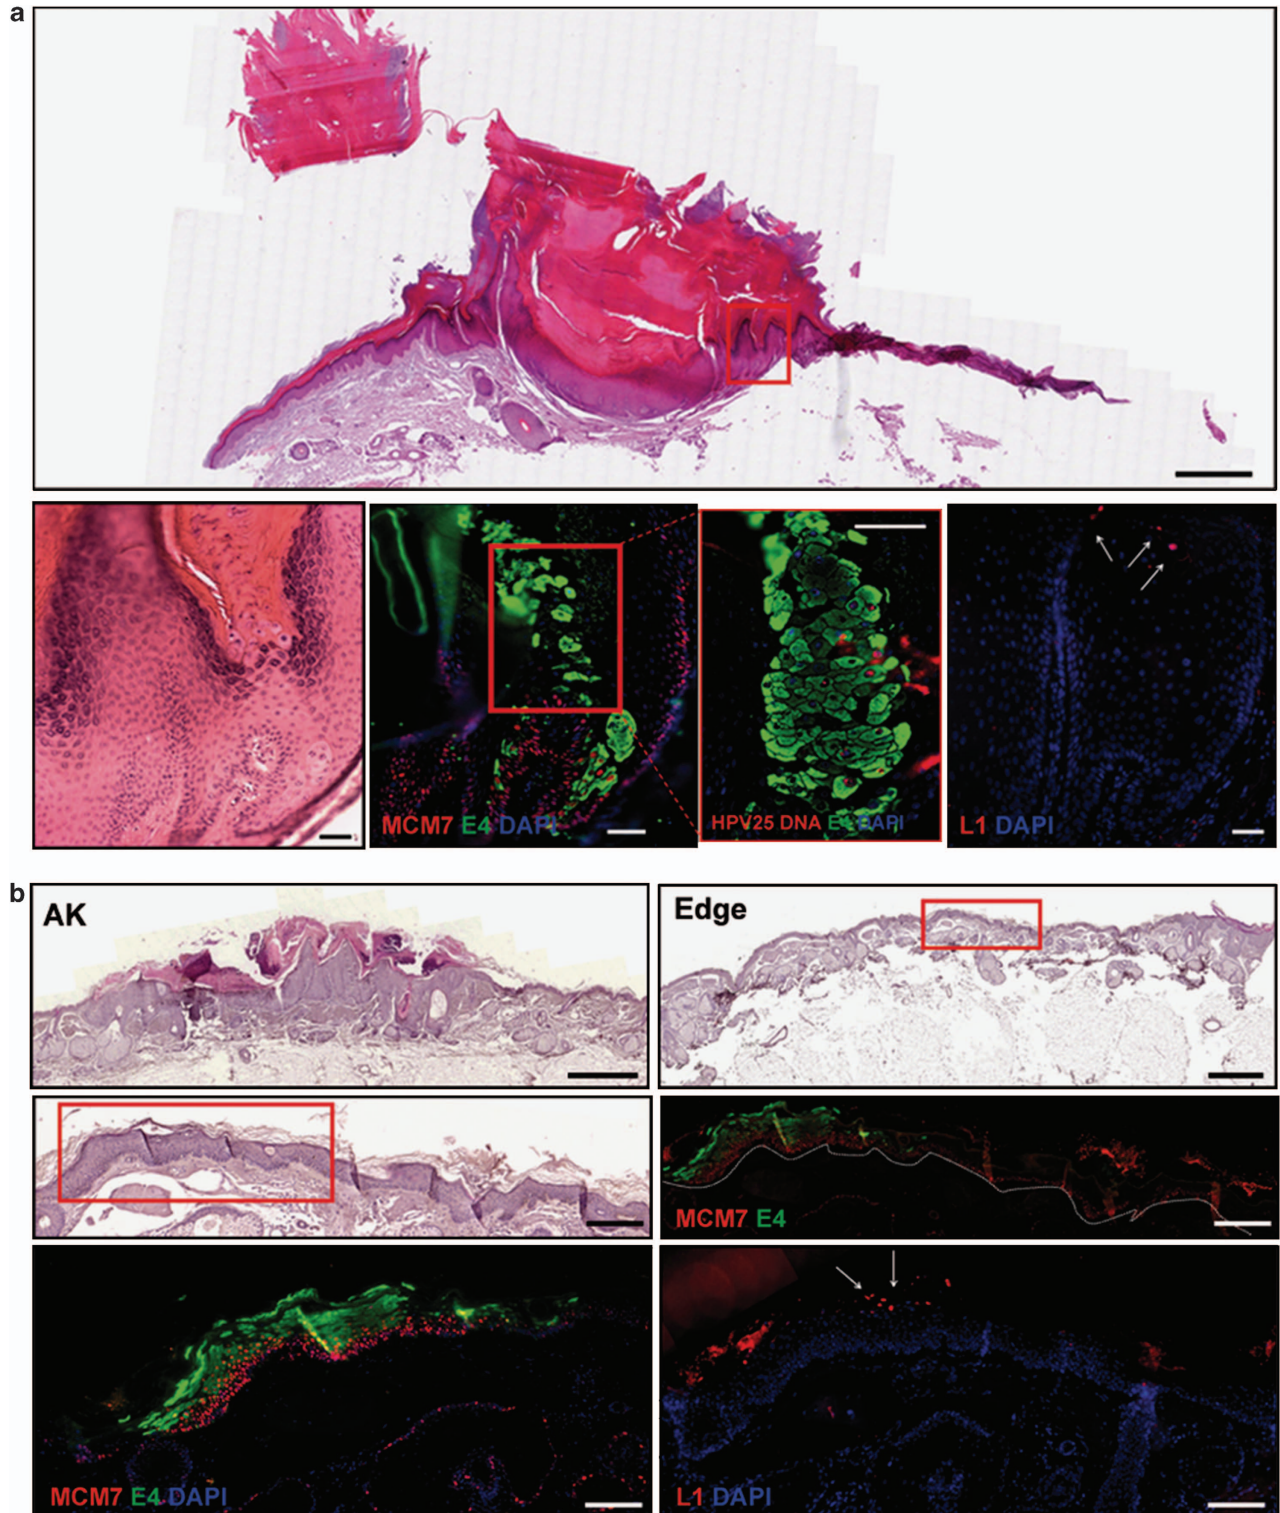 a
MCM7 E4 DAPI
HPV25 DNA E4 DAPI
L1 DAPI
b
AK
Edge
MCM7 E4
MCM7 E4 DAPI
L1 DAPI